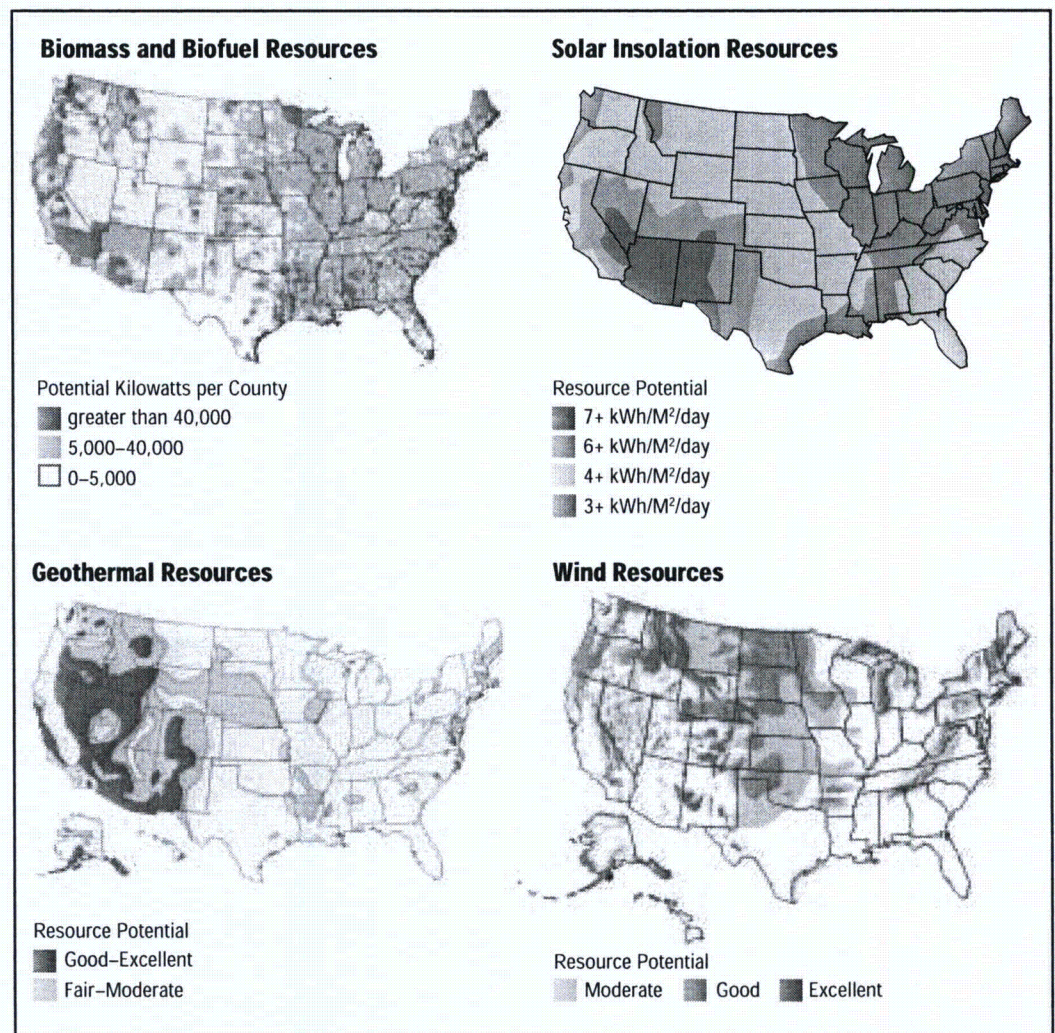 Biomass and Biofuel Resources
Potential Kilowatts per County
greater than 40,000
5,000–40,000
0–5,000
Solar Insolation Resources
Resource Potential
7+ kWh/M²/day
6+ kWh/M²/day
4+ kWh/M²/day
3+ kWh/M²/day
Geothermal Resources
Resource Potential
Good–Excellent
Fair–Moderate
Wind Resources
Resource Potential
Moderate Good Excellent